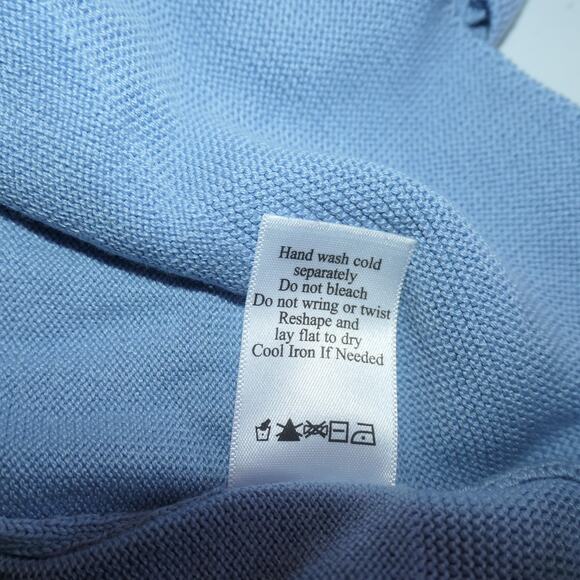 Hand wash cold
separately
Do not bleach
Do not wring or twist
Reshape and
lay flat to dry
Cool Iron If Needed